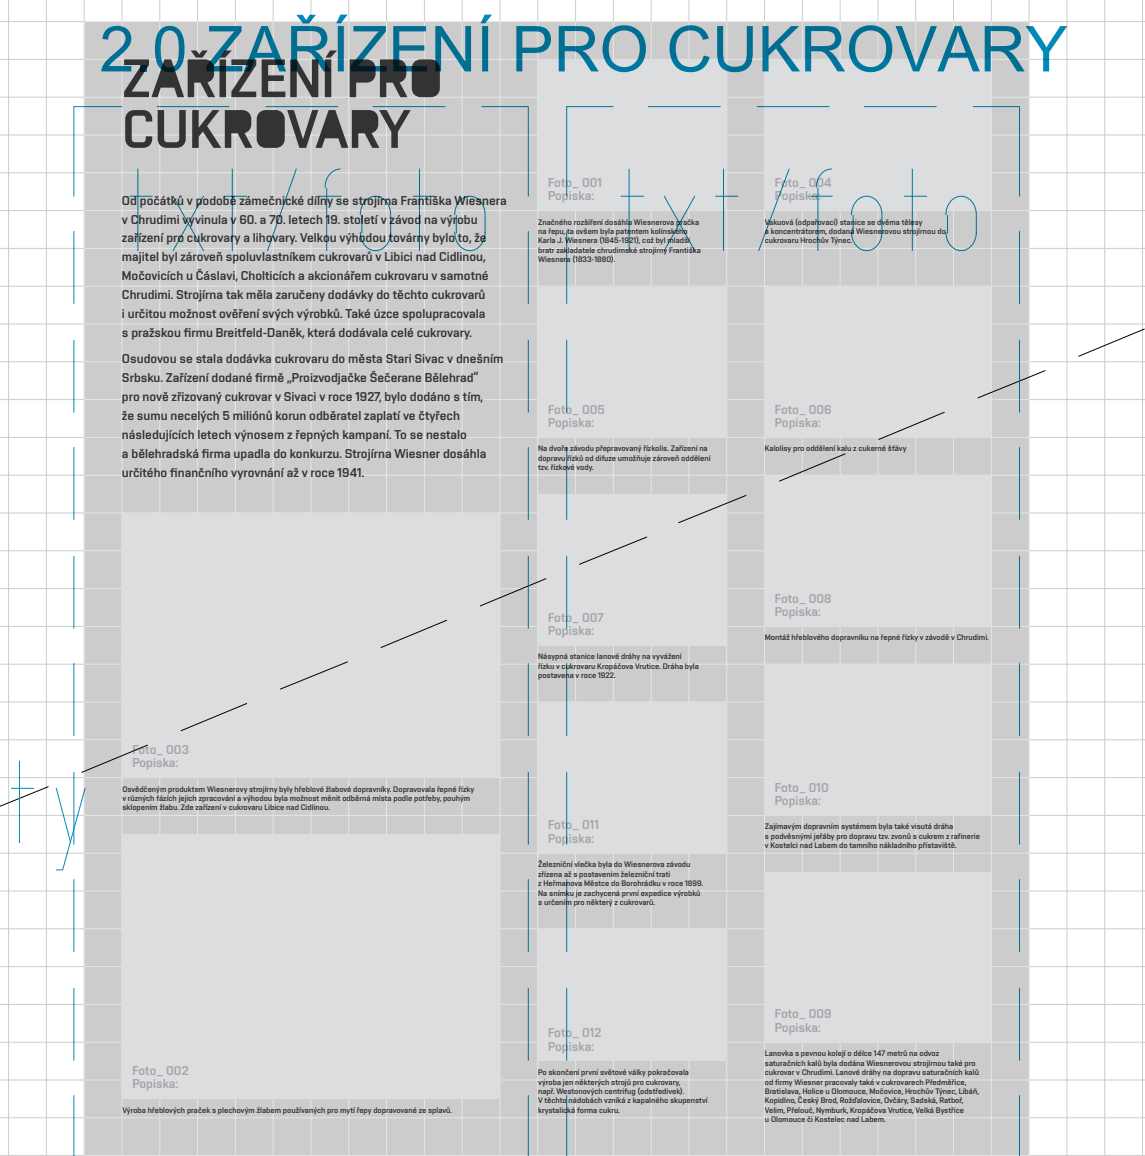 2.0 ZAŘÍZENÍ PRO CUKROVARY
ZAŘÍZENÍ PRO
CUKROVARY
txt/foto
txt/foto
Od počátků v podobě zámečnické dílny se strojírna Františka Wiesnera
v Chrudimi vyvinula v 60. a 70. letech 19. století v závod na výrobu
zařízení pro cukrovary a lihovary. Velkou výhodou továrny bylo to, že
majitel byl zároveň spoluvlastníkem cukrovarů v Libici nad Cidlinou,
Močovicích u Čáslavi, Cholticích a akcionářem cukrovaru v samotné
Chrudimi. Strojírna tak měla zaručeny dodávky do těchto cukrovarů
i určitou možnost ověření svých výrobků. Také úzce spolupracovala
s pražskou firmu Breitfeld-Daněk, která dodávala celé cukrovary.
Osudovou se stala dodávka cukrovaru do města Stari Sivac v dnešním
Srbsku. Zařízení dodané firmě „Proizvodjačke Šečerane Bělehrad“
pro nově zřizovaný cukrovar v Sivaci v roce 1927, bylo dodáno s tím,
že sumu necelých 5 miliónů korun odběratel zaplatí ve čtyřech
následujících letech výnosem z řepných kampaní. To se nestalo
a bělehradská firma upadla do konkurzu. Strojírna Wiesner dosáhla
určitého finančního vyrovnání až v roce 1941.
Foto_ 003
Popiska:
Osvědčeným produktem Wiesnerovy strojírny byly hřeblové žlabové dopravníky. Dopravovala řepné řízky
v různých fázích jejich zpracování a výhodou byla možnost měnit odběrná místa podle potřeby, pouhým
sklopením žlabu. Zde zařízení v cukrovaru Libice nad Cidlinou.
ty
Foto_ 002
Popiska:
Výroba hřeblových praček s plechovým žlabem používaných pro mytí řepy dopravované ze splavů.
Foto_ 001
Popiska:
Značného rozšíření dosáhla Wiesnerova pračka
na řepu, ta ovšem byla patentem kolínského
Karla J. Wiesnera (1845-1921), což byl mladší
bratr zakladatele chrudimské strojírny Františka
Wiesnera (1833-1880).
Foto_ 005
Popiska:
Na dvoře závodu přepravovaný řízkolis. Zařízení na
dopravu řízků od difuze umožňuje zároveň oddělení
tzv. řízkové vody.
Foto_ 007
Popiska:
Násypná stanice lanové dráhy na vyvážení
řízku v cukrovaru Kropáčova Vrutice. Dráha byla
postavena v roce 1922.
Foto_ 011
Popiska:
Železniční vlečka byla do Wiesnerova závodu
zřízena až s postavením železniční trati
z Heřmanova Městce do Borohrádku v roce 1899.
Na snímku je zachycená první expedice výrobků
s určením pro některý z cukrovarů.
Foto_ 012
Popiska:
Po skončení první světové války pokračovala
výroba jen některých strojů pro cukrovary,
např. Westonových centrifug (odstředivek).
V těchto nádobách vzniká z kapalného skupenství
krystalická forma cukru.
Foto_ 004
Popiska:
Vakuová (odpařovací) stanice se dvěma tělesy
a koncentrátorem, dodaná Wiesnerovou strojírnou do
cukrovaru Hrochův Týnec.
Foto_ 006
Popiska:
Kalolisy pro oddělení kalu z cukerné šťávy
Foto_ 008
Popiska:
Montáž hřeblového dopravníku na řepné řízky v závodě v Chrudimi.
Foto_ 010
Popiska:
Zajímavým dopravním systémem byla také visutá dráha
s podvěsnými jeřáby pro dopravu tzv. zvonů s cukrem z rafinerie
v Kostelci nad Labem do tamního nákladního přístaviště.
Foto_ 009
Popiska:
Lanovka s pevnou kolejí o délce 147 metrů na odvoz
saturačních kalů byla dodána Wiesnerovou strojírnou také pro
cukrovar v Chrudimi. Lanové dráhy na dopravu saturačních kalů
od firmy Wiesner pracovaly také v cukrovarech Předměřice,
Bratislava, Holice u Olomouce, Močovice, Hrochův Týnec, Libáň,
Kopidlno, Český Brod, Rožďalovice, Ovčáry, Sadská, Ratboř,
Velim, Přelouč, Nymburk, Kropáčova Vrutice, Velká Bystřice
u Olomouce či Kostelec nad Labem.